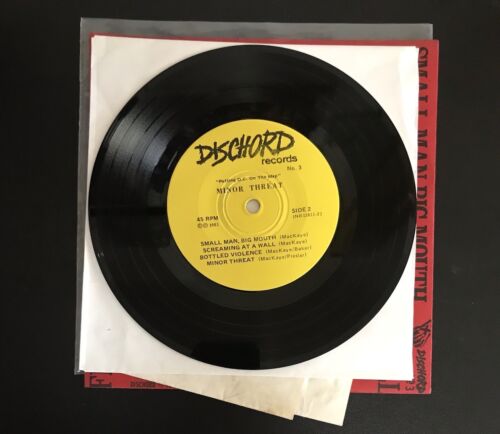 DISCHORD
records
No. 3
"Putting D.C. On The Map"
MINOR THREAT
45 RPM
SIDE 2
SMALL MAN, BIG MOUTH (MacKaye)
SCREAMING AT A WALL (MacKaye)
BOTTLED VIOLENCE (MacKaye/Baker)
MINOR THREAT (MacKaye/Preslar)
SMALL MAN BIG MOUTH
DISCHORD